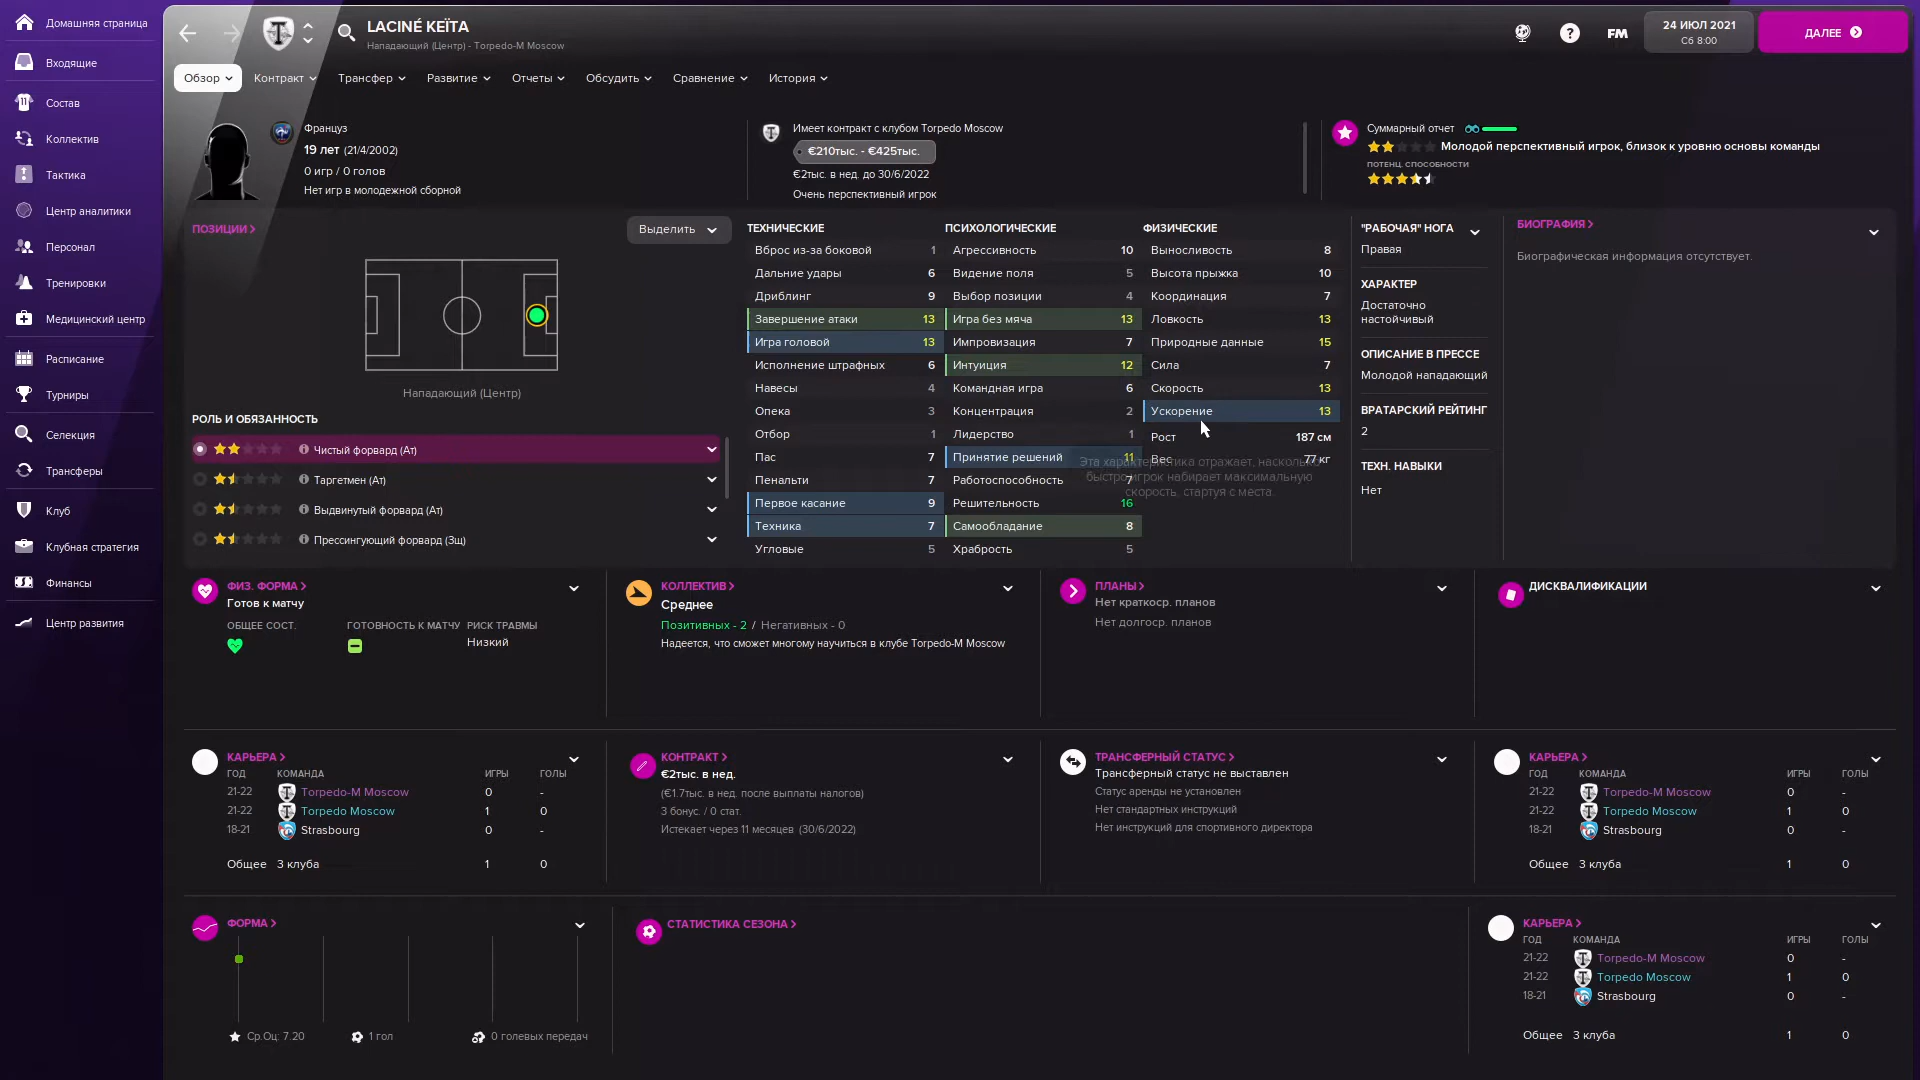 Домашняя страница
Входящие
Состав
Коллектив
Тактика
Центр аналитики
Персонал
Тренировки
Медицинский центр
Расписание
Турниры
Селекция
Трансферы
Клуб
Клубная стратегия
Финансы
Центр развития
LACINÉ KEÏTA
Нападающий (Центр) - Torpedo-M Moscow
FM
24 ИЮЛ 2021
Сб 8:00
ДАЛЕЕ
Обзор
Контракт
Трансфер
Развитие
Отчеты
Обсудить
Сравнение
История
Француз
19 лет (21/4/2002)
0 игр / 0 голов
Нет игр в молодежной сборной
Имеет контракт с клубом Torpedo Moscow
€210тыс. - €425тыс.
€2тыс. в нед. до 30/6/2022
Очень перспективный игрок
Суммарный отчет
Молодой перспективный игрок, близок к уровню основы команды
ПОТЕНЦ. СПОСОБНОСТИ
ПОЗИЦИИ
Выделить
Нападающий (Центр)
РОЛЬ И ОБЯЗАННОСТЬ
Чистый форвард (Ат)
Таргетмен (Ат)
Выдвинутый форвард (Ат)
Прессингующий форвард (Зщ)
ТЕХНИЧЕСКИЕ
Вброс из-за боковой 1
Дальние удары 6
Дриблинг 9
Завершение атаки 13
Игра головой 13
Исполнение штрафных 6
Навесы 4
Опека 3
Отбор 1
Пас 7
Пенальти 7
Первое касание 9
Техника 7
Угловые 5
ПСИХОЛОГИЧЕСКИЕ
Агрессивность 10
Видение поля 5
Выбор позиции 4
Игра без мяча 13
Импровизация 7
Интуиция 12
Командная игра 6
Концентрация 2
Лидерство 1
Принятие решений 11
Работоспособность 7
Решительность 16
Самообладание 8
Храбрость 5
ФИЗИЧЕСКИЕ
Выносливость 8
Высота прыжка 10
Координация 7
Ловкость 13
Природные данные 15
Сила 7
Скорость 13
Ускорение 13
Рост 187 см
Вес 77 кг
Эта характеристика отражает, насколько
быстро игрок набирает максимальную
скорость, стартуя с места.
"РАБОЧАЯ" НОГА
Правая
ХАРАКТЕР
Достаточно
настойчивый
ОПИСАНИЕ В ПРЕССЕ
Молодой нападающий
ВРАТАРСКИЙ РЕЙТИНГ
2
ТЕХН. НАВЫКИ
Нет
БИОГРАФИЯ
Биографическая информация отсутствует.
ФИЗ. ФОРМА
Готов к матчу
ОБЩЕЕ СОСТ.
ГОТОВНОСТЬ К МАТЧУ
РИСК ТРАВМЫ
Низкий
КОЛЛЕКТИВ
Среднее
Позитивных - 2 / Негативных - 0
Надеется, что сможет многому научиться в клубе Torpedo-M Moscow
ПЛАНЫ
Нет краткоср. планов
Нет долгоср. планов
ДИСКВАЛИФИКАЦИИ
КАРЬЕРА
ГОД КОМАНДА ИГРЫ ГОЛЫ
21-22 Torpedo-M Moscow 0 -
21-22 Torpedo Moscow 1 0
18-21 Strasbourg 0 -
Общее 3 клуба 1 0
КОНТРАКТ
€2тыс. в нед.
(€1.7тыс. в нед. после выплаты налогов)
3 бонус. / 0 стат.
Истекает через 11 месяцев (30/6/2022)
ТРАНСФЕРНЫЙ СТАТУС
Трансферный статус не выставлен
Статус аренды не установлен
Нет стандартных инструкций
Нет инструкций для спортивного директора
КАРЬЕРА
ГОД КОМАНДА ИГРЫ ГОЛЫ
21-22 Torpedo-M Moscow 0 -
21-22 Torpedo Moscow 1 0
18-21 Strasbourg 0 -
Общее 3 клуба 1 0
ФОРМА
Ср.Оц: 7.20
1 гол
0 голевых передач
СТАТИСТИКА СЕЗОНА
КАРЬЕРА
ГОД КОМАНДА ИГРЫ ГОЛЫ
21-22 Torpedo-M Moscow 0 -
21-22 Torpedo Moscow 1 0
18-21 Strasbourg 0 -
Общее 3 клуба 1 0